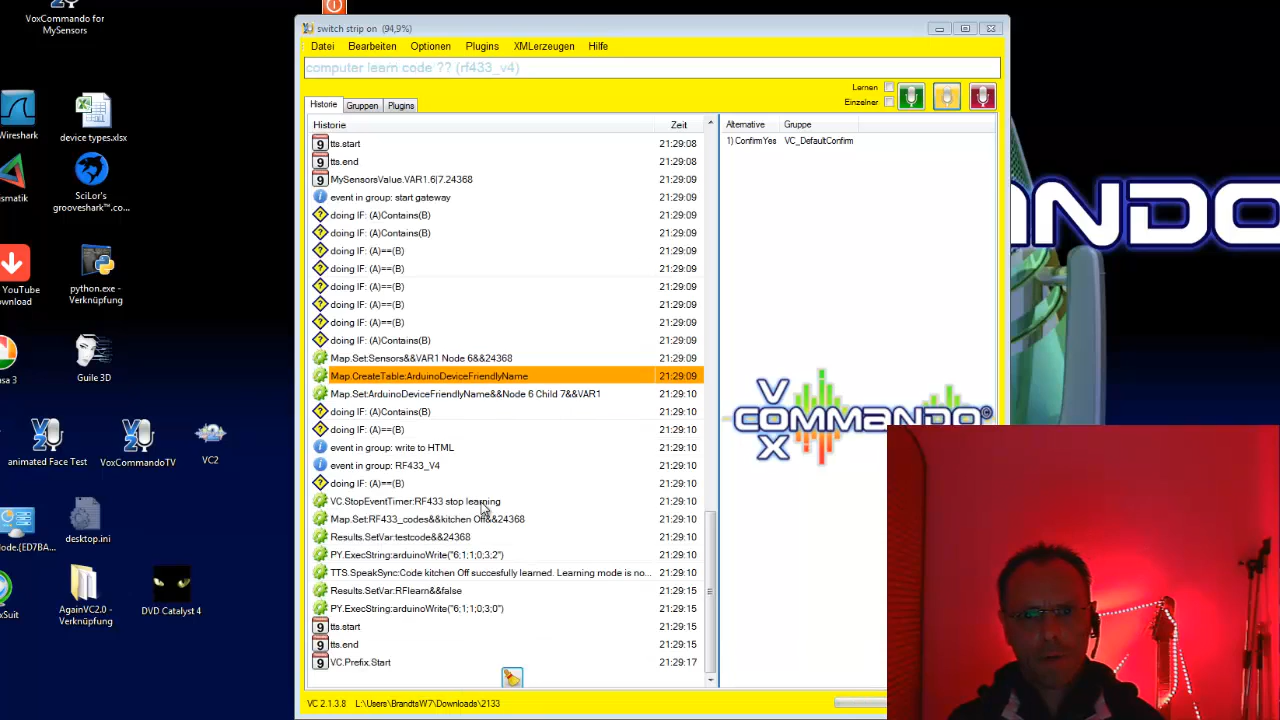 VoxCommando for
MySensors
Wireshark
device types.xlsx
SciLor's
grooveshark™.co...
YouTube
python.exe -
Verknüpfung
Guile 3D
animated Face Test
VoxCommandoTV
VC2
desktop.ini
AgainVC2.0 -
Verknüpfung
DVD Catalyst 4
switch strip on (94,9%)
Datei Bearbeiten Optionen Plugins XMLerzeugen Hilfe
computer learn code ?? (rf433_v4)
Lernen
Einzeiner
Historie Gruppen Plugins
Historie Zeit
tts.start 21:29:08
tts.end 21:29:08
MySensorsValue.VAR1.6|7.24368 21:29:09
event in group: start gateway 21:29:09
doing IF: (A)Contains(B) 21:29:09
doing IF: (A)Contains(B) 21:29:09
doing IF: (A)==(B) 21:29:09
doing IF: (A)==(B) 21:29:09
doing IF: (A)==(B) 21:29:09
doing IF: (A)==(B) 21:29:09
doing IF: (A)==(B) 21:29:09
doing IF: (A)Contains(B) 21:29:09
Map.Set:Sensors&&VAR1 Node 6&&24368 21:29:09
Map.CreateTable:ArduinoDeviceFriendlyName 21:29:09
Map.Set:ArduinoDeviceFriendlyName&&Node 6 Child 7&&VAR1 21:29:10
doing IF: (A)Contains(B) 21:29:10
doing IF: (A)==(B) 21:29:10
event in group: write to HTML 21:29:10
event in group: RF433_V4 21:29:10
doing IF: (A)==(B) 21:29:10
VC.StopEventTimer:RF433 stop learning 21:29:10
Map.Set:RF433_codes&&kitchen Off&&24368 21:29:10
Results.SetVar:testcode&&24368 21:29:10
PY.ExecString:arduinoWrite("6;1;1;0;3;2") 21:29:10
TTS.SpeakSync:Code kitchen Off succesfully learned. Learning mode is no... 21:29:10
Results.SetVar:RFlearn&&false 21:29:15
PY.ExecString:arduinoWrite("6;1;1;0;3;0") 21:29:15
tts.start 21:29:15
tts.end 21:29:15
VC.Prefix.Start 21:29:17
Alternative Gruppe
1) ConfirmYes VC_DefaultConfirm
VOX
COMMANDO
VC 2.1.3.8 L:\Users\BrandtsW7\Downloads\2133